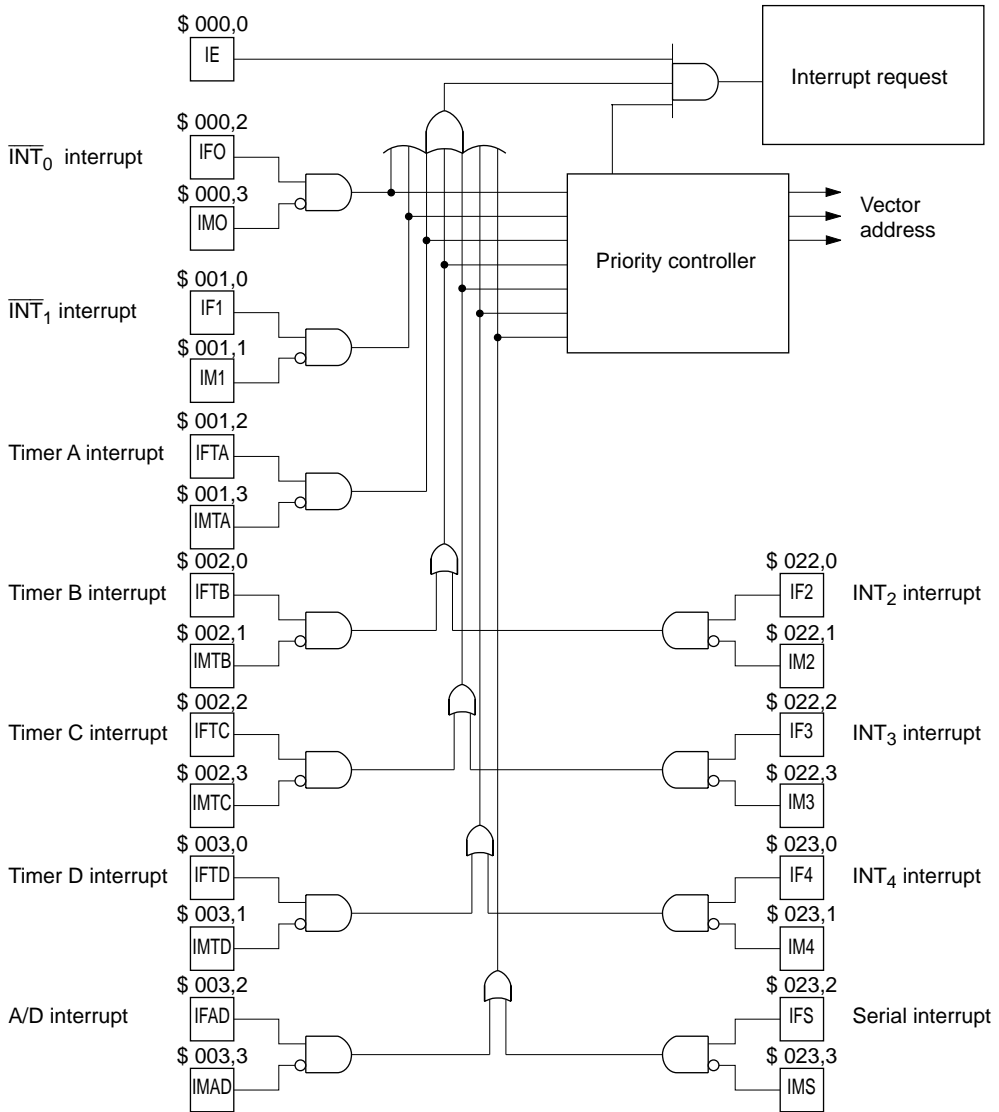 $ 000,0
IE
Interrupt request
$ 000,2
INT0 interrupt
IFO
$ 000,3
IMO
Vector
address
Priority controller
$ 001,0
INT1 interrupt
IF1
$ 001,1
IM1
$ 001,2
Timer A interrupt
IFTA
$ 001,3
IMTA
$ 002,0
$ 022,0
Timer B interrupt
IFTB
IF2
INT2 interrupt
$ 002,1
$ 022,1
IMTB
IM2
$ 002,2
$ 022,2
Timer C interrupt
IFTC
IF3
INT3 interrupt
$ 002,3
$ 022,3
IMTC
IM3
$ 003,0
$ 023,0
Timer D interrupt
IFTD
IF4
INT4 interrupt
$ 003,1
$ 023,1
IMTD
IM4
$ 003,2
$ 023,2
A/D interrupt
IFAD
IFS
Serial interrupt
$ 003,3
$ 023,3
IMAD
IMS